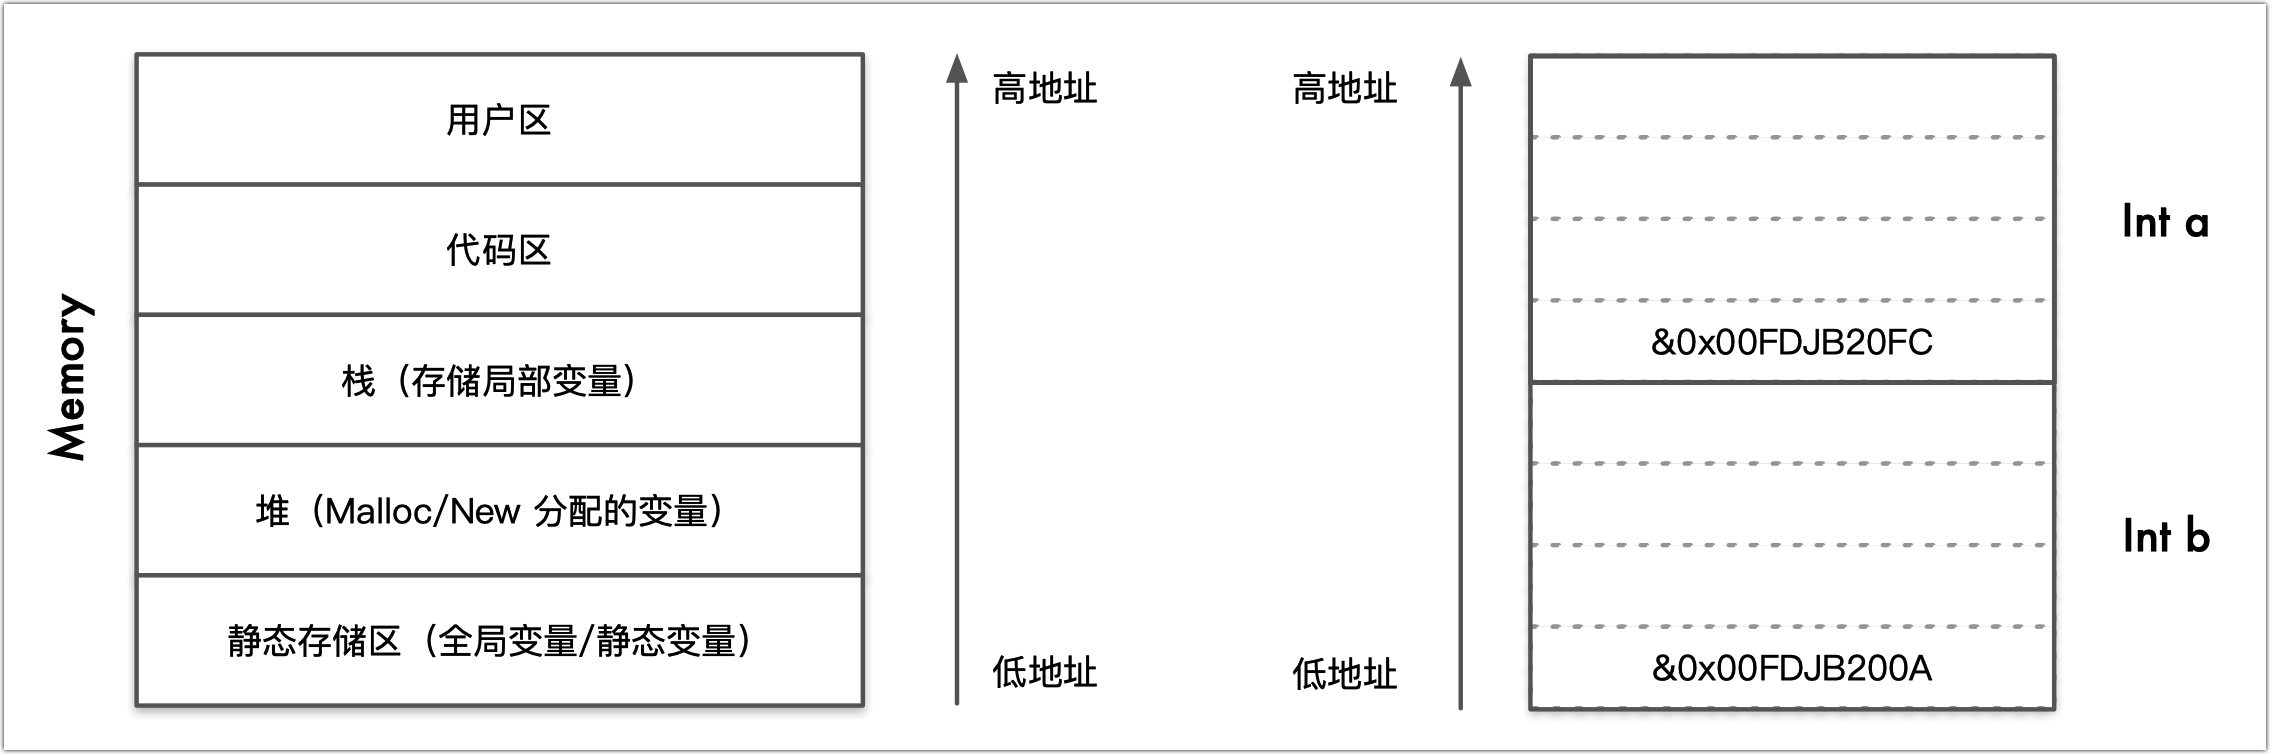 Memory
用户区
代码区
栈（存储局部变量）
堆（Malloc/New 分配的变量）
静态存储区（全局变量/静态变量）
高地址
低地址
高地址
低地址
&0x00FDJB20FC
&0x00FDJB200A
Int a
Int b